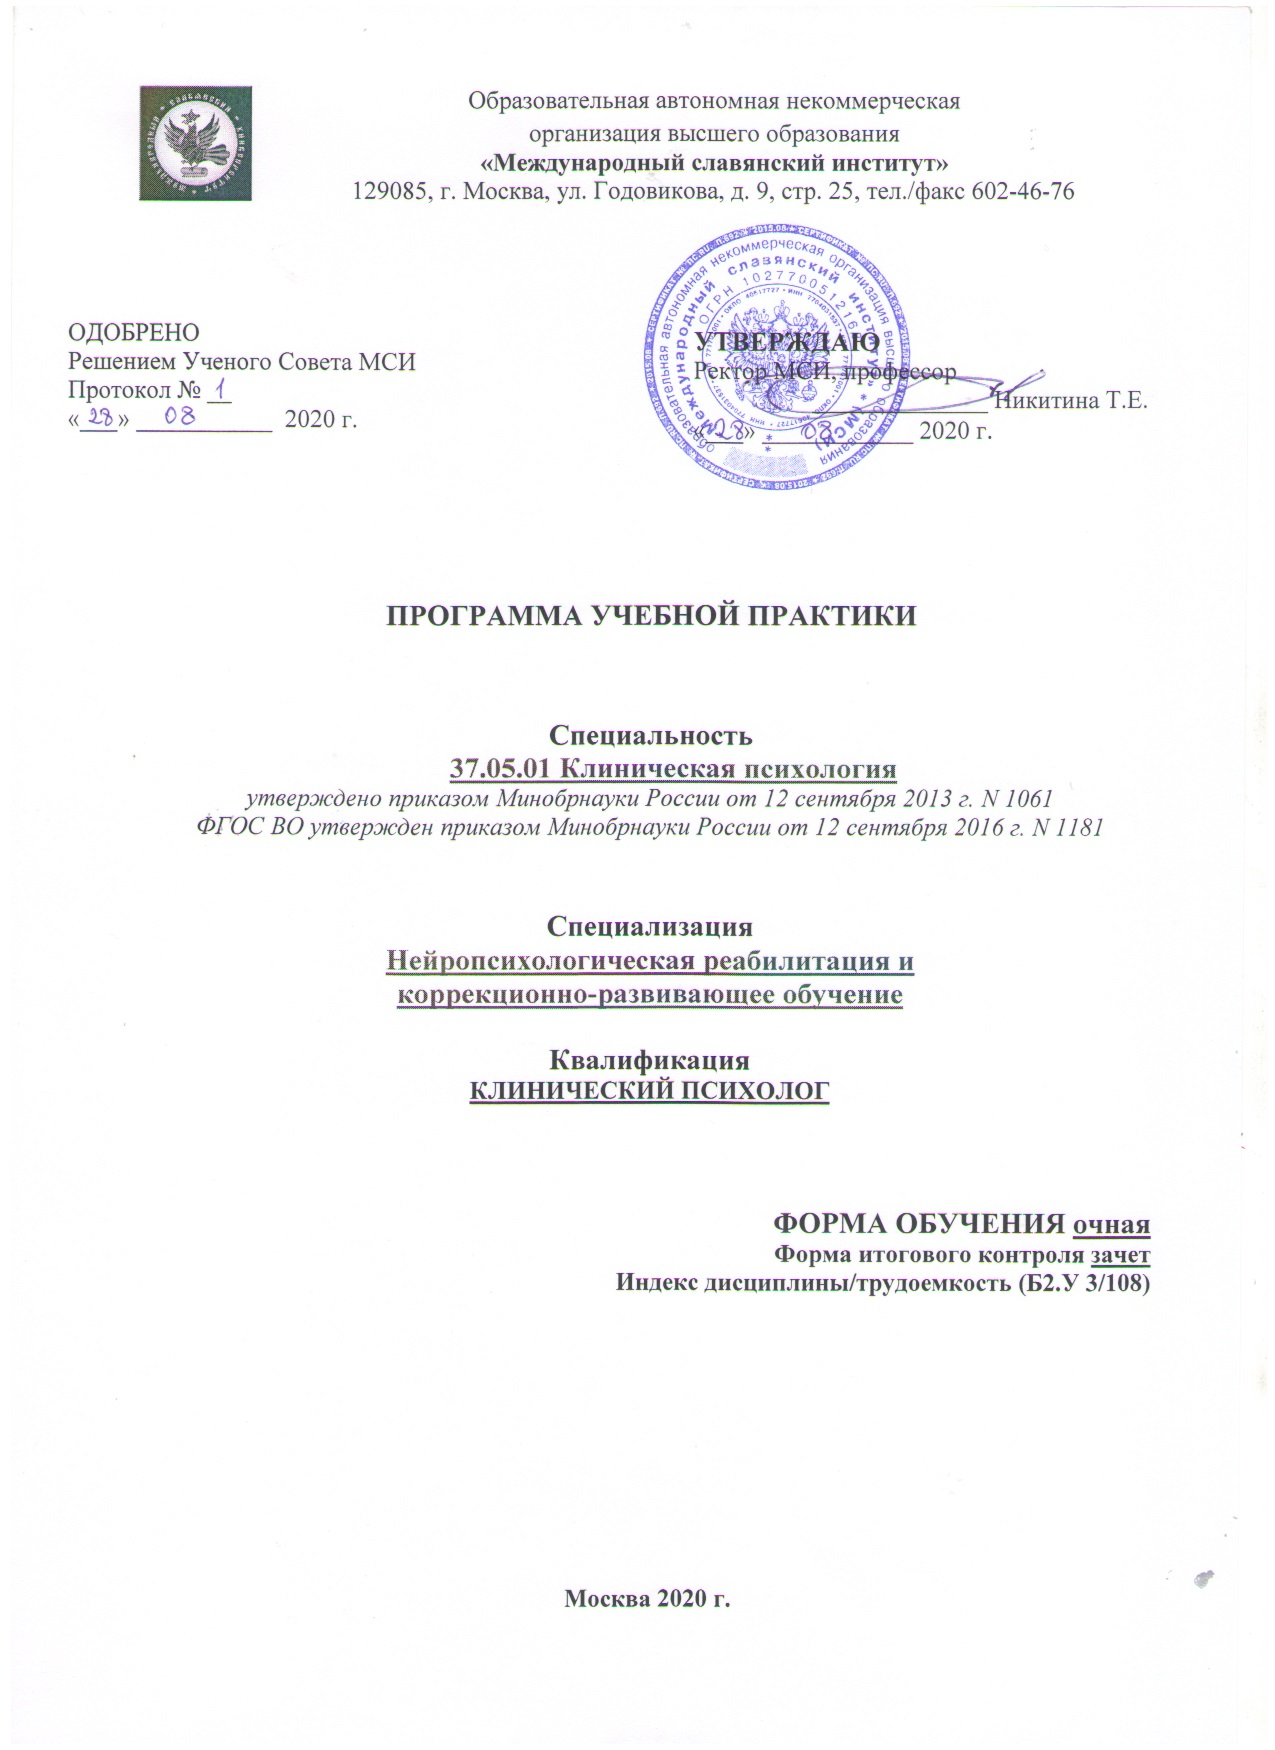 Образовательная автономная некоммерческая
организация высшего образования
«Международный славянский институт»
129085, г. Москва, ул. Годовикова, д. 9, стр. 25, тел./факс 602-46-76
ОДОБРЕНО
Решением Ученого Совета МСИ
Протокол № 1
«28» 08 2020 г.
УТВЕРЖДАЮ
Ректор МСИ, профессор
Никитина Т.Е.
«28» 08 2020 г.
ПРОГРАММА УЧЕБНОЙ ПРАКТИКИ
Специальность
37.05.01 Клиническая психология
утверждено приказом Минобрнауки России от 12 сентября 2013 г. N 1061
ФГОС ВО утвержден приказом Минобрнауки России от 12 сентября 2016 г. N 1181
Специализация
Нейропсихологическая реабилитация и
коррекционно-развивающее обучение
Квалификация
КЛИНИЧЕСКИЙ ПСИХОЛОГ
ФОРМА ОБУЧЕНИЯ очная
Форма итогового контроля зачет
Индекс дисциплины/трудоемкость (Б2.У 3/108)
Москва 2020 г.